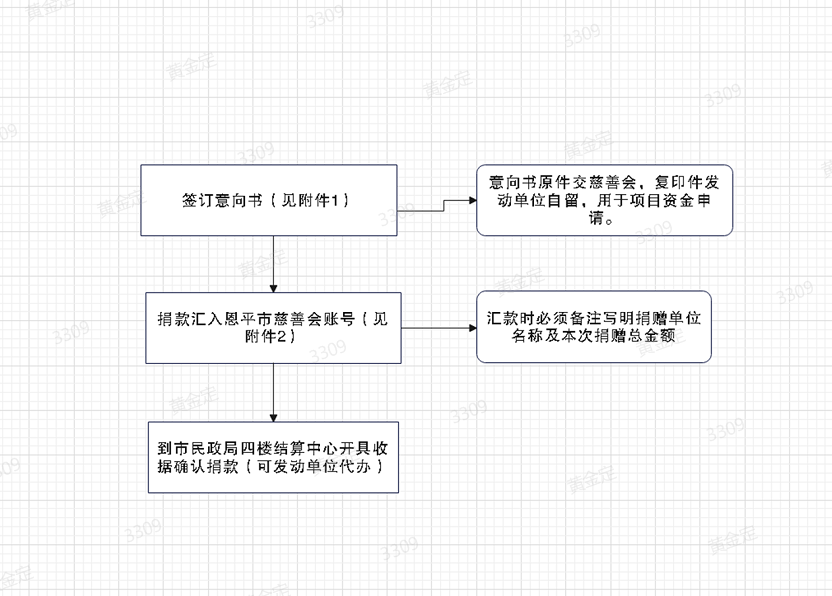 签订意向书（见附件1）
意向书原件交慈善会，复印件发
动单位自留，用于项目资金申
请。
捐款汇入恩平市慈善会账号（见
附件2）
汇款时必须备注写明捐赠单位
名称及本次捐赠总金额
到市民政局四楼结算中心开具收
据确认捐款（可发动单位代办）
黄金定 3309